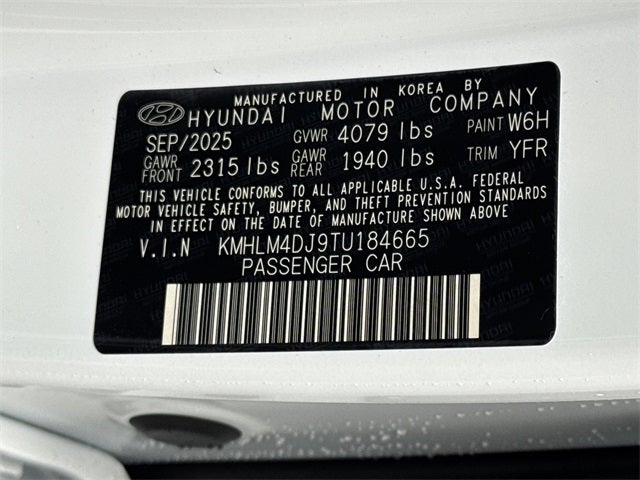 MANUFACTURED IN KOREA BY
HYUNDAI MOTOR COMPANY
SEP/2025 GVWR 4079 lbs PAINT W6H
GAWR FRONT 2315 lbs GAWR REAR 1940 lbs TRIM YFR
THIS VEHICLE CONFORMS TO ALL APPLICABLE U.S.A. FEDERAL
MOTOR VEHICLE SAFETY, BUMPER, AND THEFT PREVENTION STANDARDS
IN EFFECT ON THE DATE OF MANUFACTURE SHOWN ABOVE
V.I.N KMHLM4DJ9TU184665
PASSENGER CAR